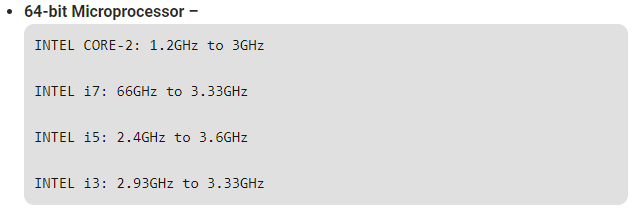 64-bit Microprocessor –
INTEL CORE-2: 1.2GHz to 3GHz
INTEL i7: 66GHz to 3.33GHz
INTEL i5: 2.4GHz to 3.6GHz
INTEL i3: 2.93GHz to 3.33GHz